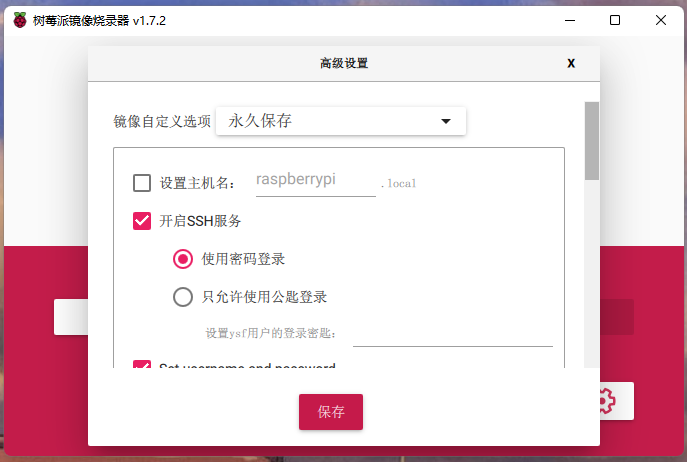 树莓派镜像烧录器 v1.7.2
高级设置 X
镜像自定义选项 永久保存
设置主机名： raspberrypi .local
开启SSH服务
使用密码登录
只允许使用公匙登录
设置ysf用户的登录密匙：
Set username and password
保存